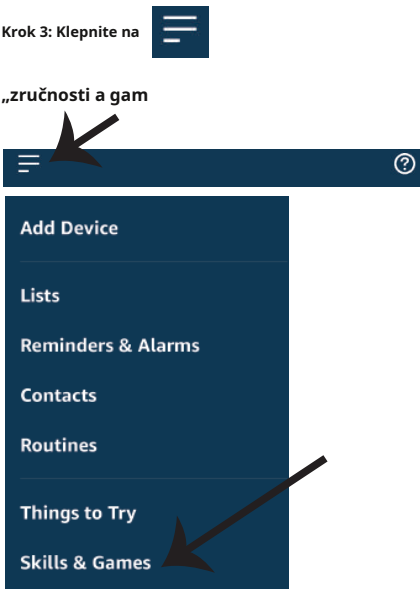 Krok 3: Klepnite na
„zručnosti a gam
Add Device
Lists
Reminders & Alarms
Contacts
Routines
Things to Try
Skills & Games